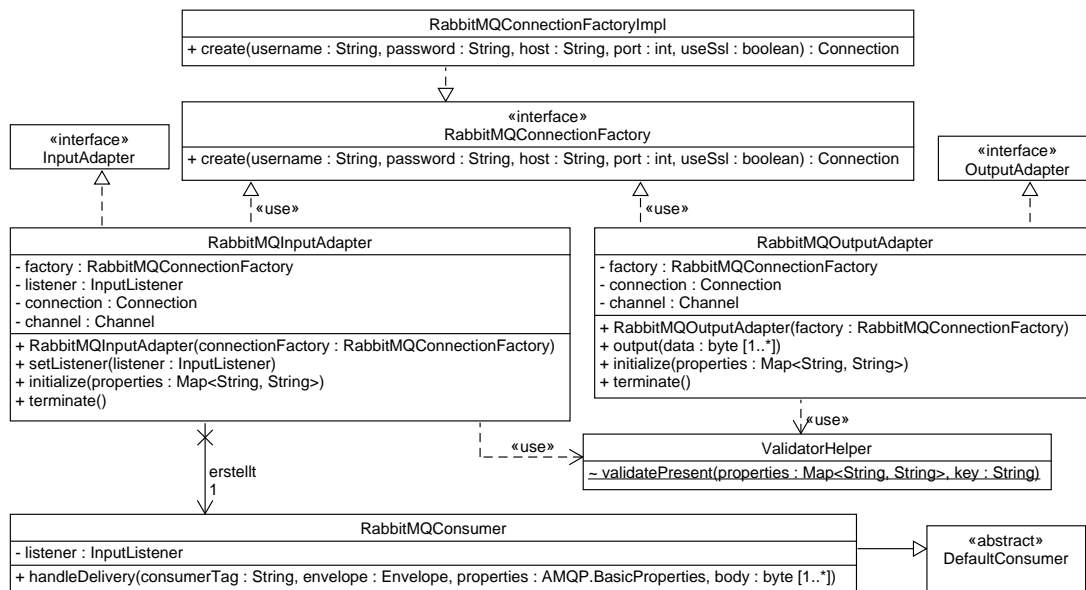 RabbitMQConnectionFactoryImpl
+ create(username : String, password : String, host : String, port : int, useSsl : boolean) : Connection
«interface»
RabbitMQConnectionFactory
+ create(username : String, password : String, host : String, port : int, useSsl : boolean) : Connection
«interface»
InputAdapter
«interface»
OutputAdapter
«use»
«use»
RabbitMQInputAdapter
- factory : RabbitMQConnectionFactory
- listener : InputListener
- connection : Connection
- channel : Channel
+ RabbitMQInputAdapter(connectionFactory : RabbitMQConnectionFactory)
+ setListener(listener : InputListener)
+ initialize(properties : Map<String, String>)
+ terminate()
RabbitMQOutputAdapter
- factory : RabbitMQConnectionFactory
- connection : Connection
- channel : Channel
+ RabbitMQOutputAdapter(factory : RabbitMQConnectionFactory)
+ output(data : byte [1..*])
+ initialize(properties : Map<String, String>)
+ terminate()
«use»
«use»
ValidatorHelper
~ validatePresent(properties : Map<String, String>, key : String)
erstellt
1
RabbitMQConsumer
- listener : InputListener
+ handleDelivery(consumerTag : String, envelope : Envelope, properties : AMQP.BasicProperties, body : byte [1..*])
«abstract»
DefaultConsumer